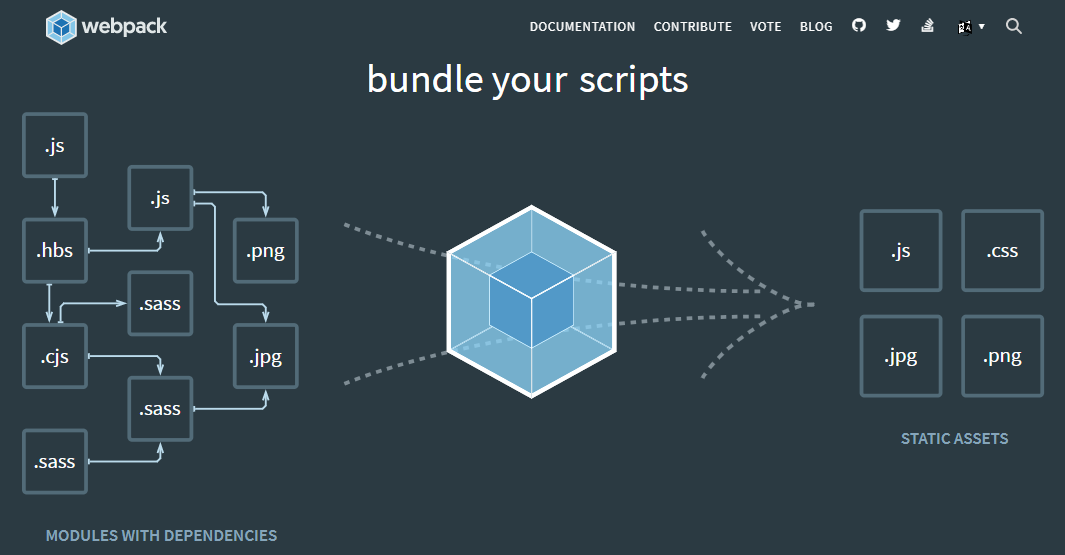 webpack
DOCUMENTATION CONTRIBUTE VOTE BLOG
bundle your scripts
.js
.js
.hbs
.png
.sass
.cjs
.jpg
.sass
.sass
MODULES WITH DEPENDENCIES
.js
.css
.jpg
.png
STATIC ASSETS